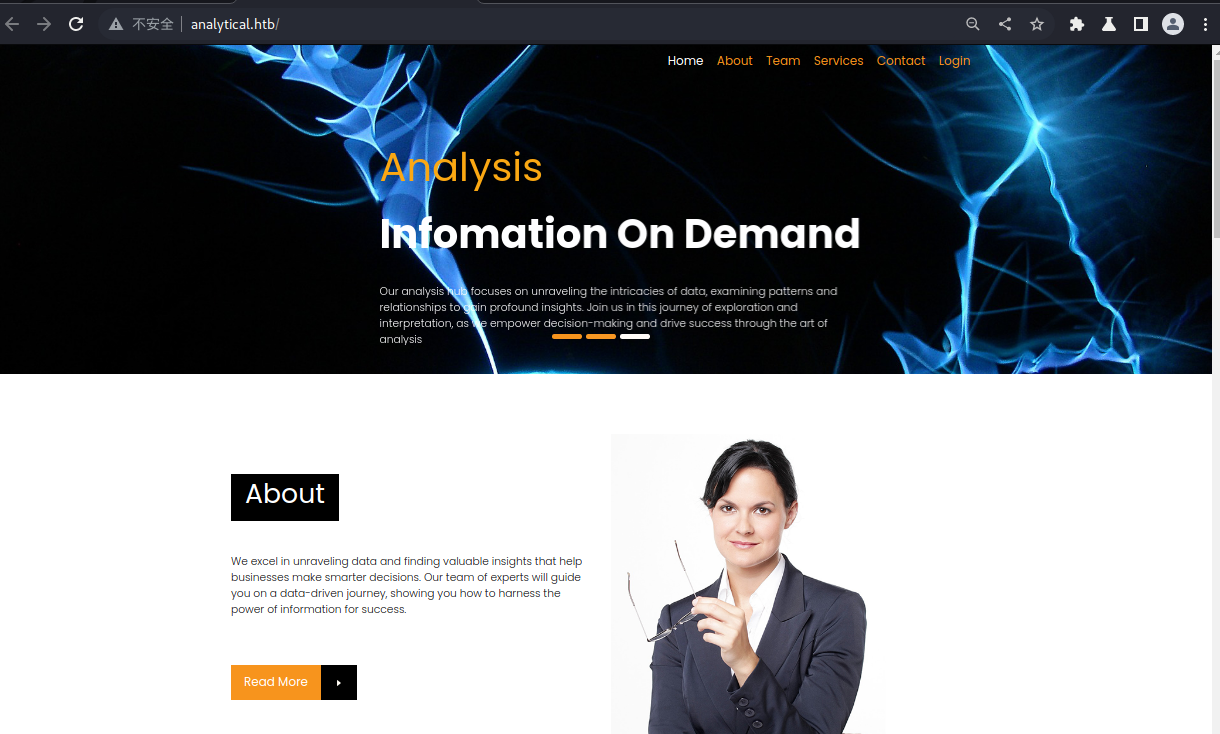 不安全 analytical.htb/
Home About Team Services Contact Login
Analysis
Infomation On Demand
Our analysis hub focuses on unraveling the intricacies of data, examining patterns and
relationships to gain profound insights. Join us in this journey of exploration and
interpretation, as we empower decision-making and drive success through the art of
analysis
About
We excel in unraveling data and finding valuable insights that help
businesses make smarter decisions. Our team of experts will guide
you on a data-driven journey, showing you how to harness the
power of information for success.
Read More